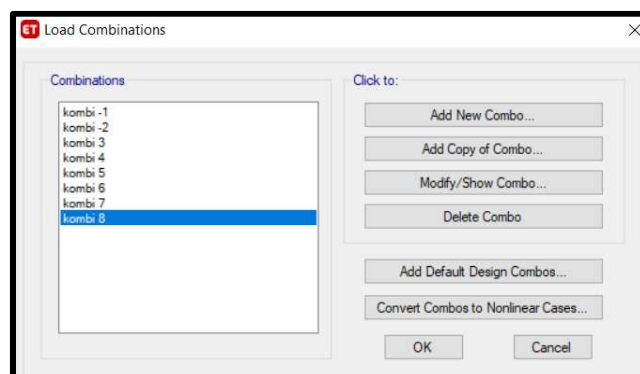 ET Load Combinations
Combinations
kombi -1
kombi -2
kombi 3
kombi 4
kombi 5
kombi 6
kombi 7
kombi 8
Click to:
Add New Combo...
Add Copy of Combo...
Modify/Show Combo...
Delete Combo
Add Default Design Combos...
Convert Combos to Nonlinear Cases...
OK
Cancel